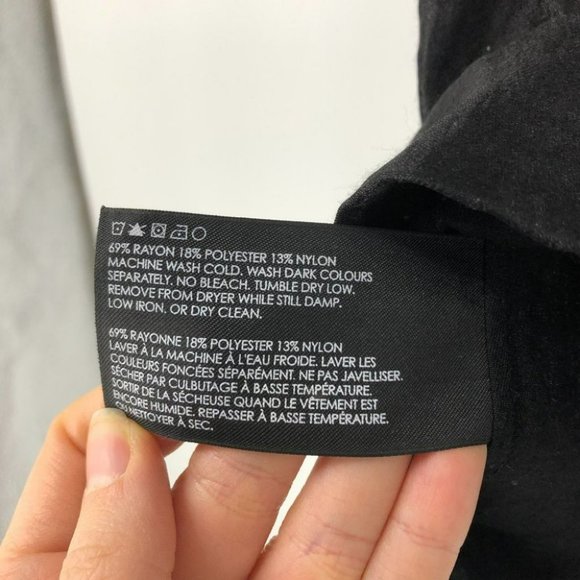 69% RAYON 18% POLYESTER 13% NYLON
MACHINE WASH COLD. WASH DARK COLOURS
SEPARATELY. NO BLEACH. TUMBLE DRY LOW.
REMOVE FROM DRYER WHILE STILL DAMP.
LOW IRON. OR DRY CLEAN.
69% RAYONNE 18% POLYESTER 13% NYLON
LAVER À LA MACHINE À L'EAU FROIDE. LAVER LES
COULEURS FONCÉES SÉPARÉMENT. NE PAS JAVELLISER.
SÉCHER PAR CULBUTAGE À BASSE TEMPÉRATURE.
SORTIR DE LA SÉCHEUSE QUAND LE VÊTEMENT EST
ENCORE HUMIDE. REPASSER À BASSE TEMPÉRATURE.
OU NETTOYER À SEC.